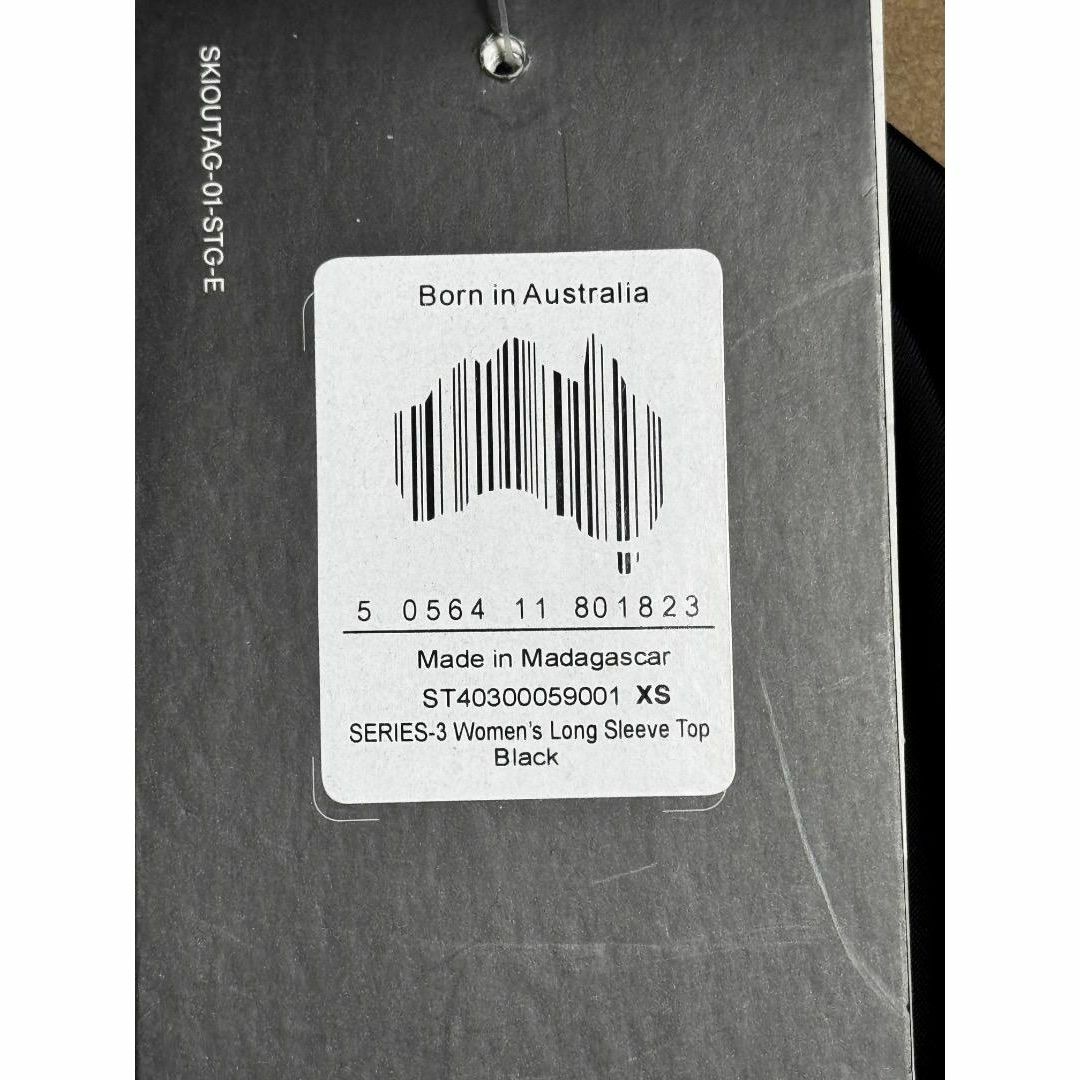 SKIOUTAG-01-STG-E
Born in Australia
5 0564 11 801823
Made in Madagascar
ST40300059001 XS
SERIES-3 Women's Long Sleeve Top
Black